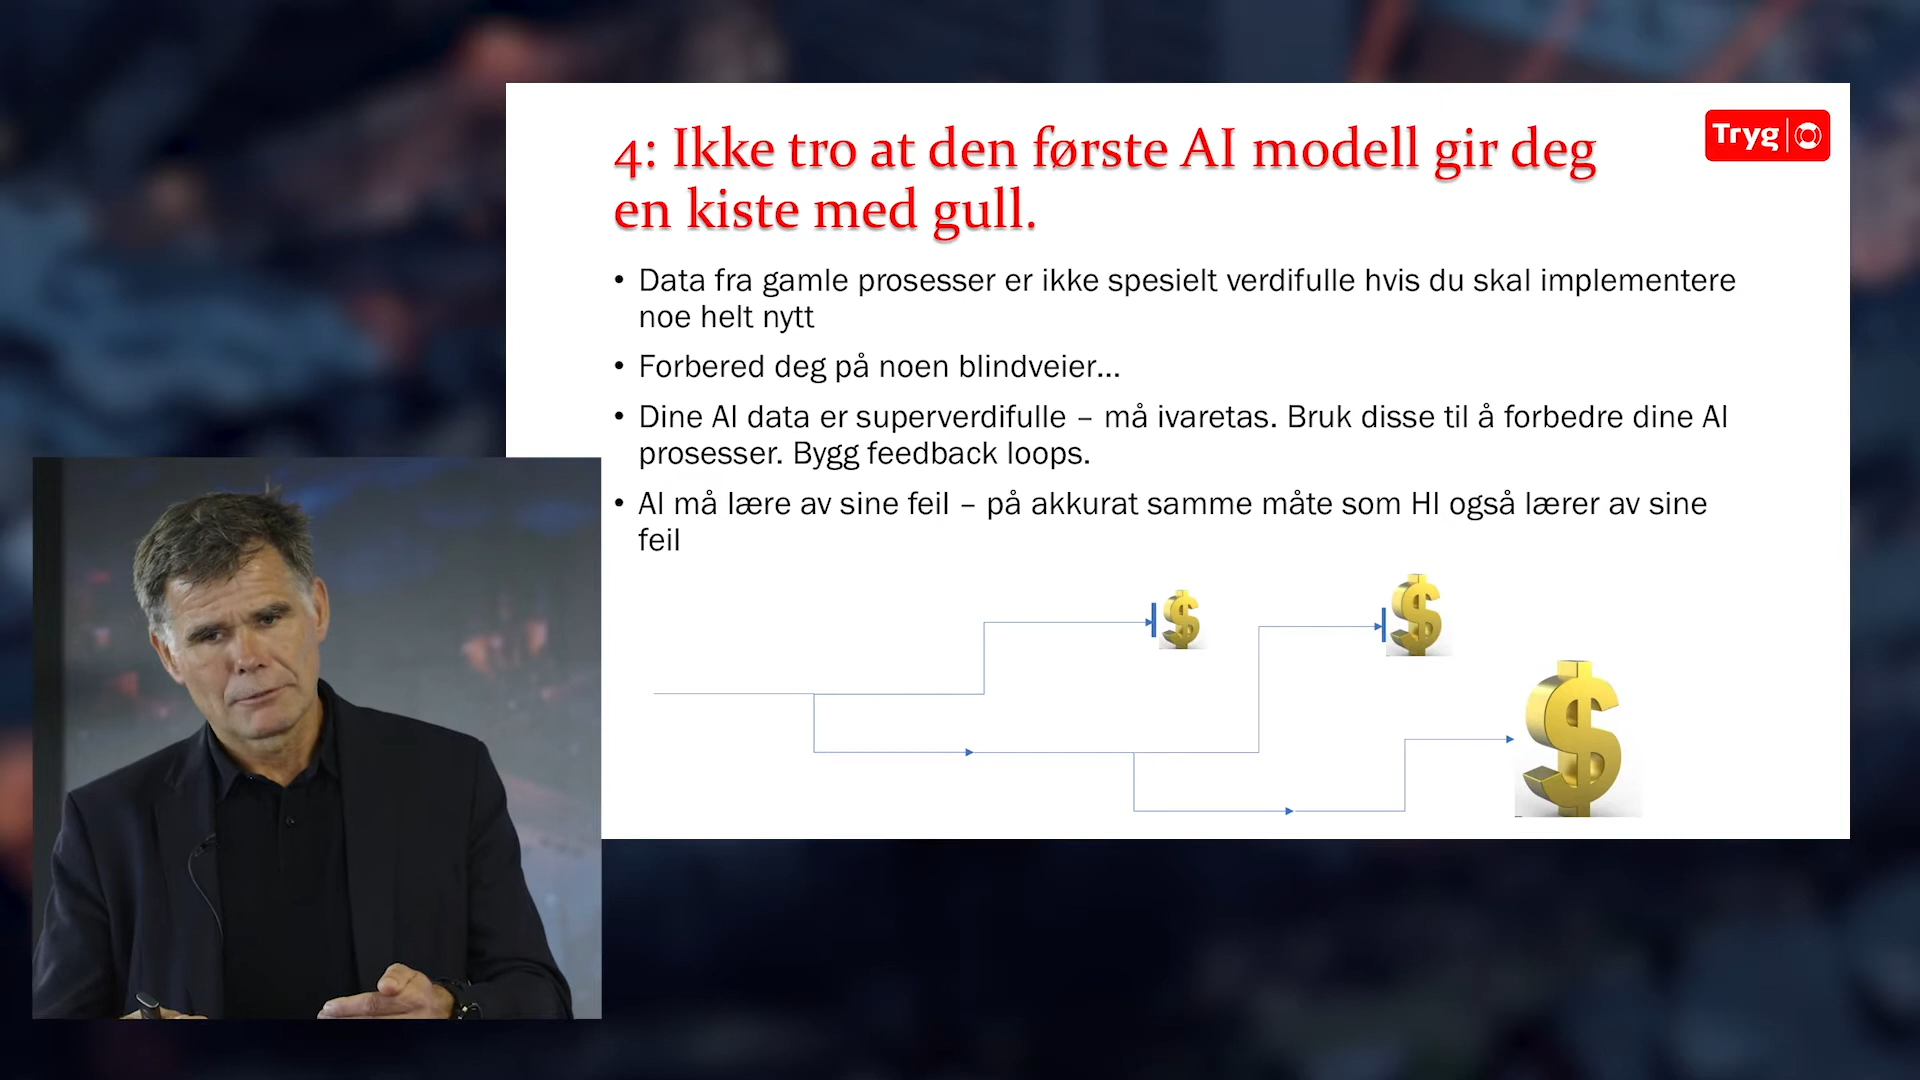 4: Ikke tro at den første AI modell gir deg
en kiste med gull.
Tryg
• Data fra gamle prosesser er ikke spesielt verdifulle hvis du skal implementere
noe helt nytt
• Forbered deg på noen blindveier...
• Dine AI data er superverdifulle – må ivaretas. Bruk disse til å forbedre dine AI
prosesser. Bygg feedback loops.
• AI må lære av sine feil – på akkurat samme måte som HI også lærer av sine
feil